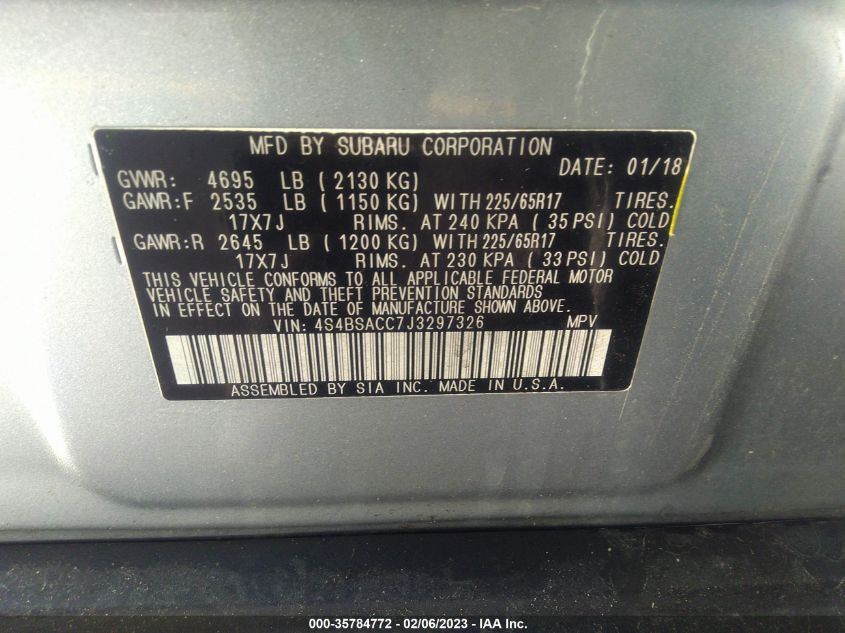 MFD BY SUBARU CORPORATION
DATE: 01/18
GVWR: 4695 LB ( 2130 KG)
GAWR:F 2535 LB ( 1150 KG) WITH 225/65R17 TIRES.
17X7J RIMS. AT 240 KPA ( 35 PSI) COLD
GAWR:R 2645 LB ( 1200 KG) WITH 225/65R17 TIRES.
17X7J RIMS. AT 230 KPA ( 33 PSI) COLD
THIS VEHICLE CONFORMS TO ALL APPLICABLE FEDERAL MOTOR
VEHICLE SAFETY AND THEFT PREVENTION STANDARDS
IN EFFECT ON THE DATE OF MANUFACTURE SHOWN ABOVE.
VIN: 4S4BSACC7J3297326 MPV
ASSEMBLED BY SIA INC. MADE IN U.S.A.
000-35784772 - 02/06/2023 - IAA Inc.